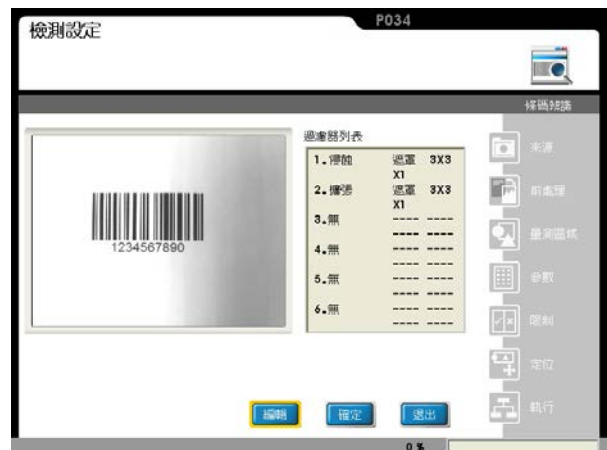 檢測設定
P034
條碼辨識
過濾器列表
1.侵蝕 遮罩 3X3
X1
2.擴張 遮罩 3X3
X1
3.無 ---- ----
---- ----
4.無 ---- ----
---- ----
5.無 ---- ----
---- ----
6.無 ---- ----
---- ----
1234567890
來源
前處理
量測區域
參數
限制
定位
執行
編輯
確定
退出
0 %